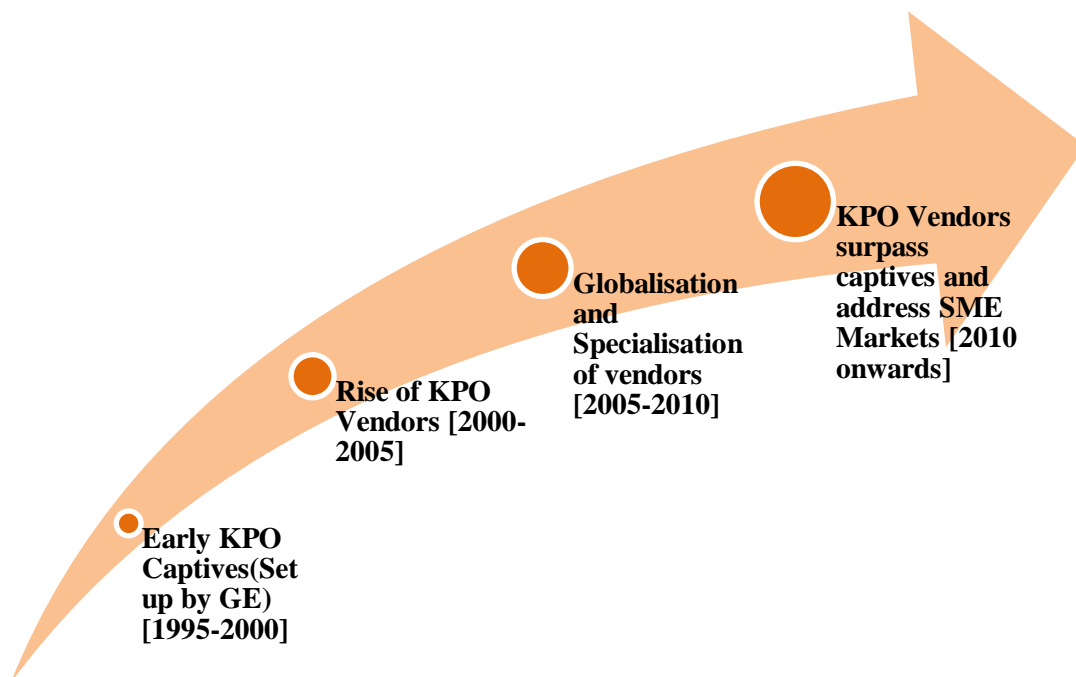 Early KPO
Captives(Set
up by GE)
[1995-2000]
Rise of KPO
Vendors [2000-
2005]
Globalisation
and
Specialisation
of vendors
[2005-2010]
KPO Vendors
surpass
captives and
address SME
Markets [2010
onwards]